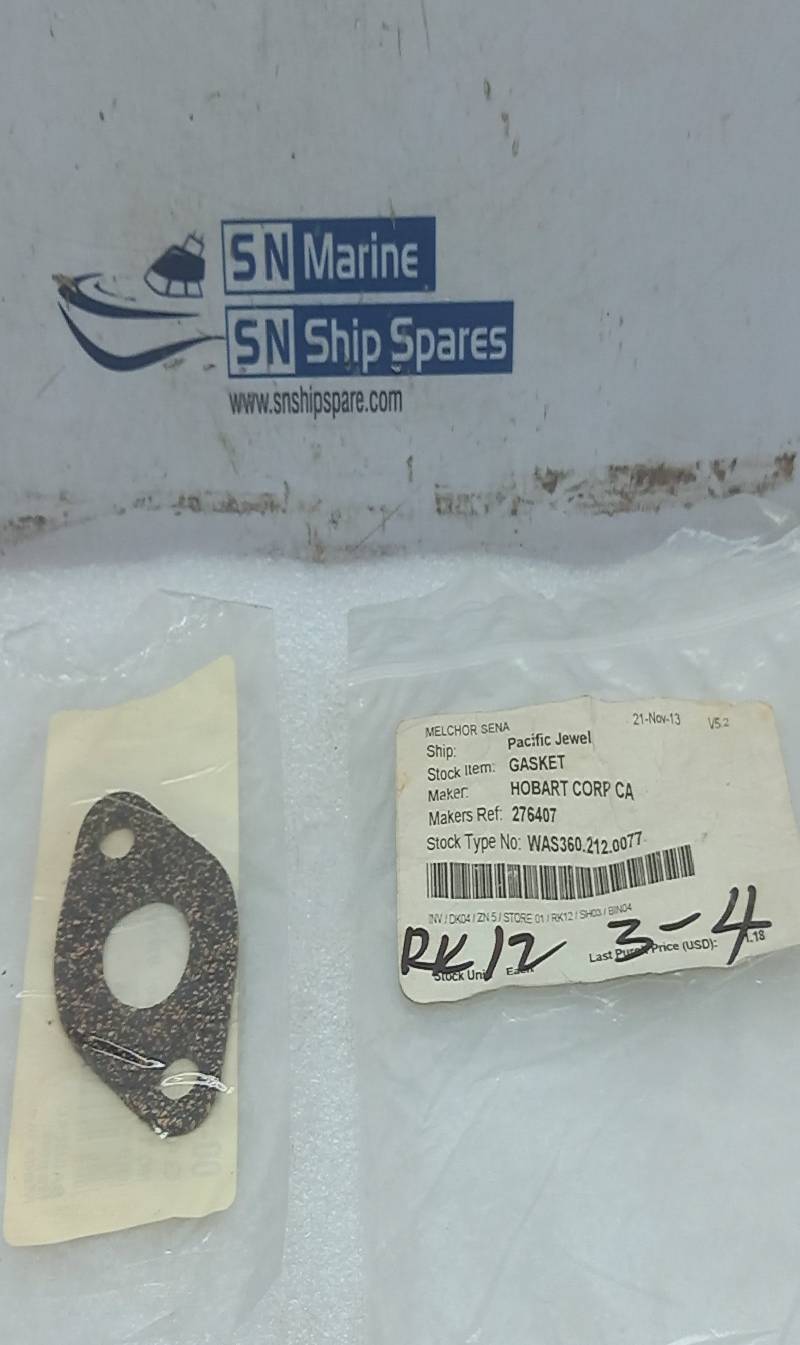 SN Marine
SN Ship Spares
www.snshipspare.com
MELCHOR SENA 21-Nov-13 V5.2
Ship: Pacific Jewel
Stock Item: GASKET
Maker: HOBART CORP CA
Makers Ref: 276407
Stock Type No: WAS360.212.0077
INV / DK04 / ZN 5 / STORE 01 / RK12 / SH03 / BIN04
RK12 3-4
Last Purch Price (USD): 1.18
Stock Unit Each